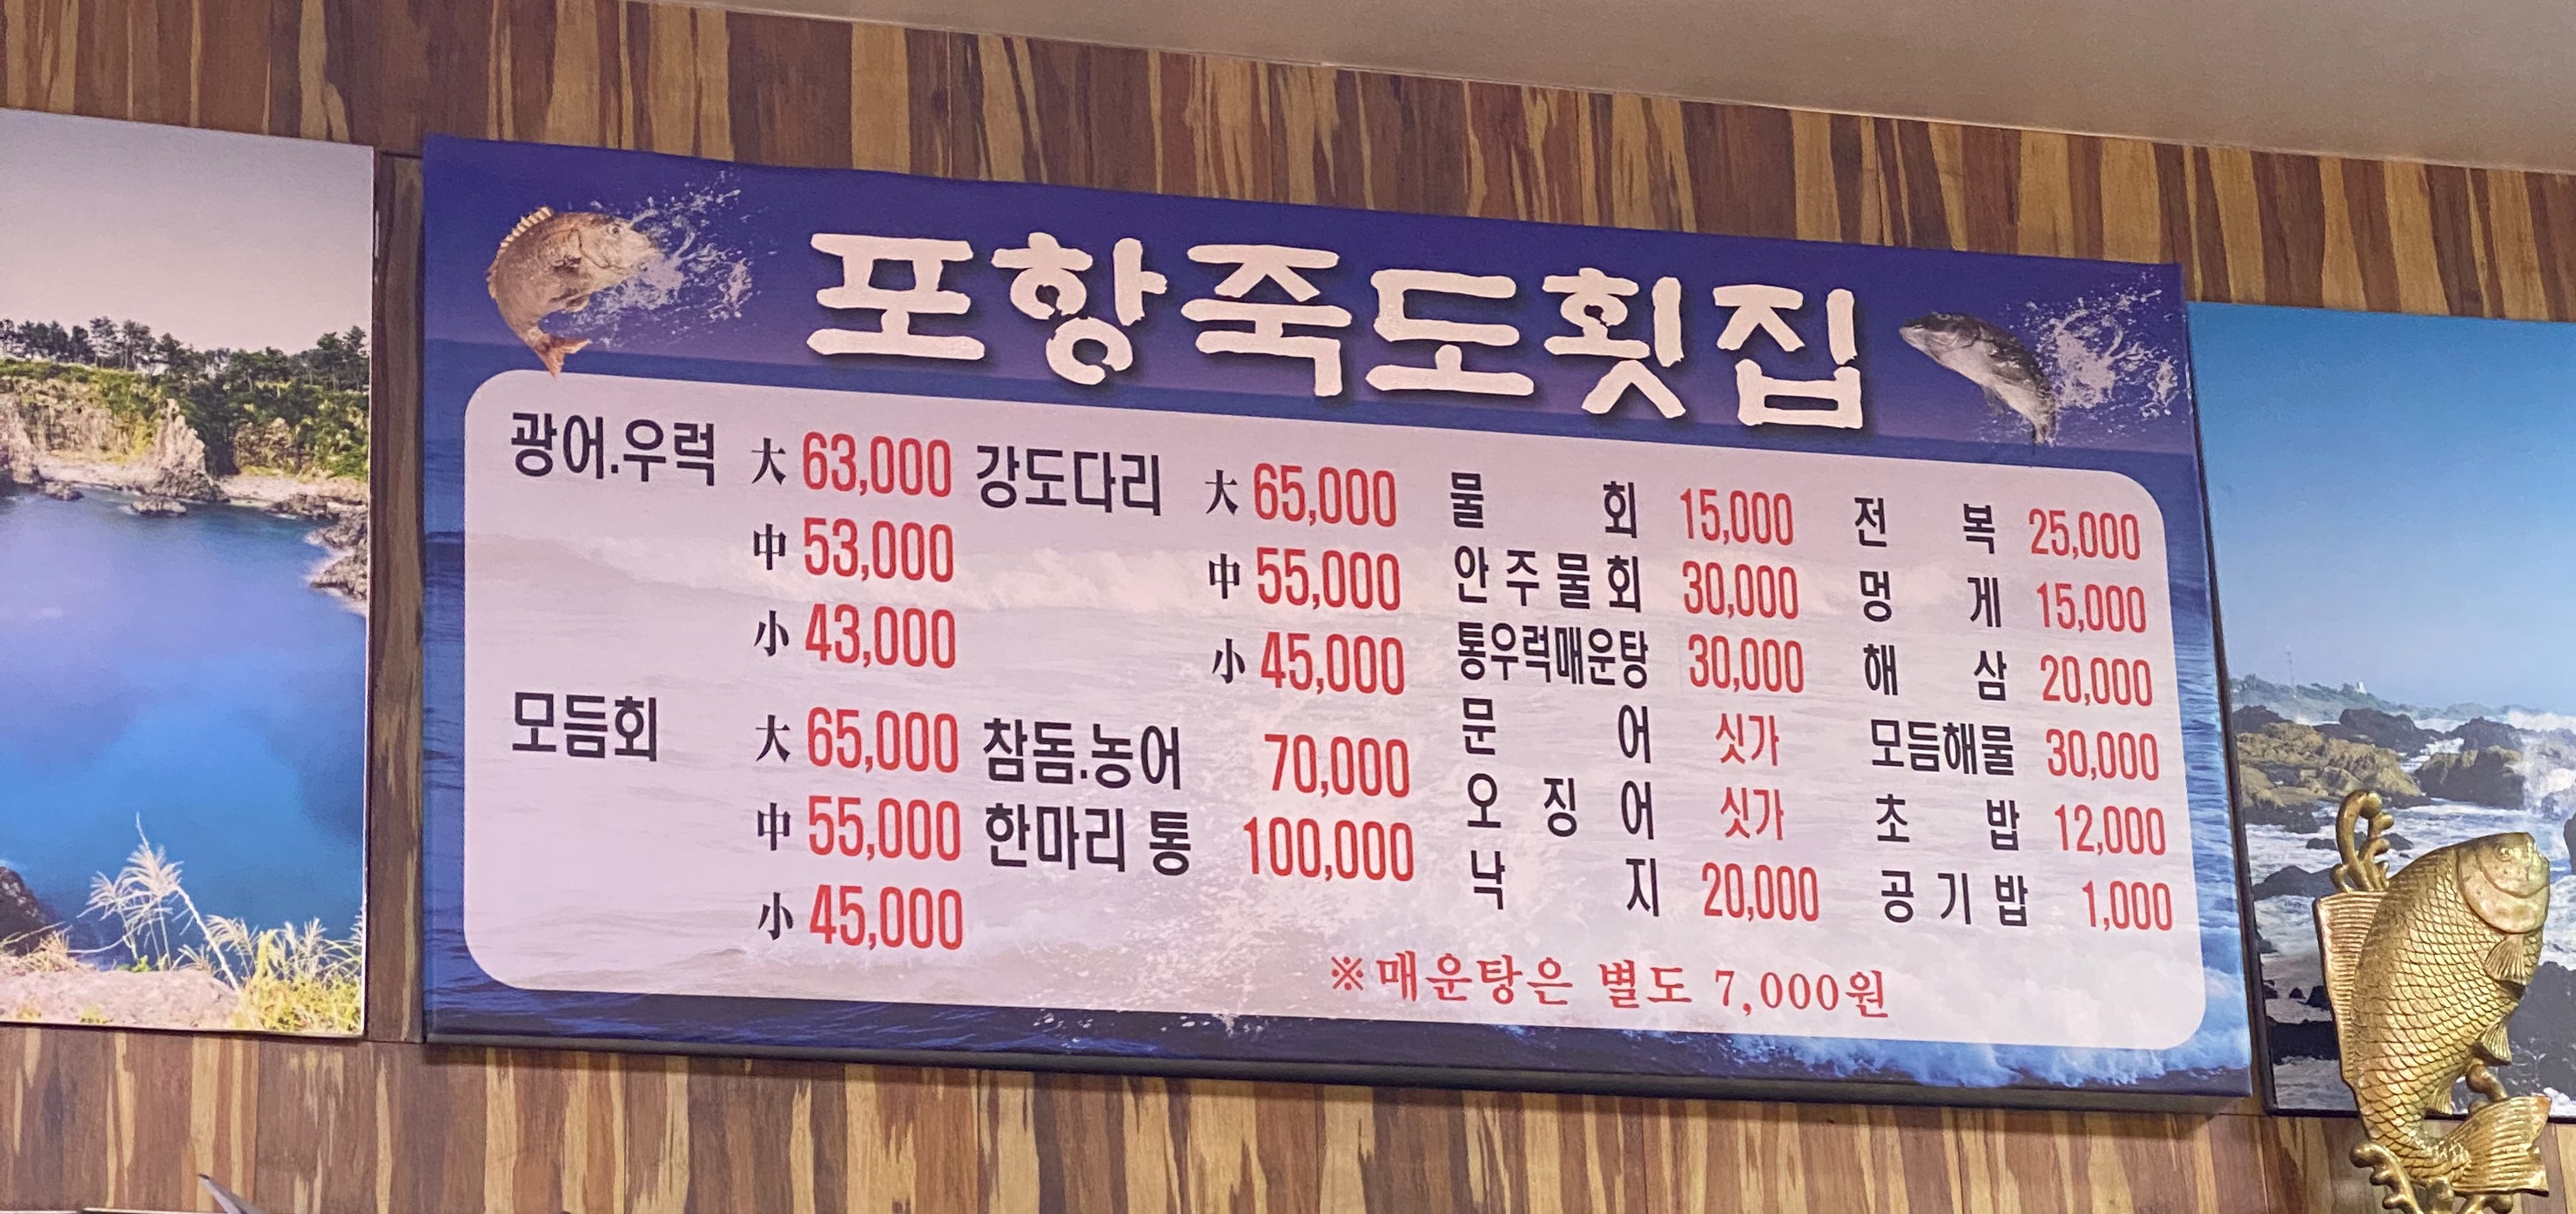 포항죽도횟집
광어.우럭 大 63,000
中 53,000
小 43,000
모듬회 大 65,000
中 55,000
小 45,000
강도다리 大 65,000
中 55,000
小 45,000
참돔.농어 70,000
한마리 통 100,000
물회 15,000
안주물회 30,000
통우럭매운탕 30,000
문어 싯가
오징어 싯가
낙지 20,000
전복 25,000
멍게 15,000
해삼 20,000
모듬해물 30,000
초밥 12,000
공기밥 1,000
※매운탕은 별도 7,000원